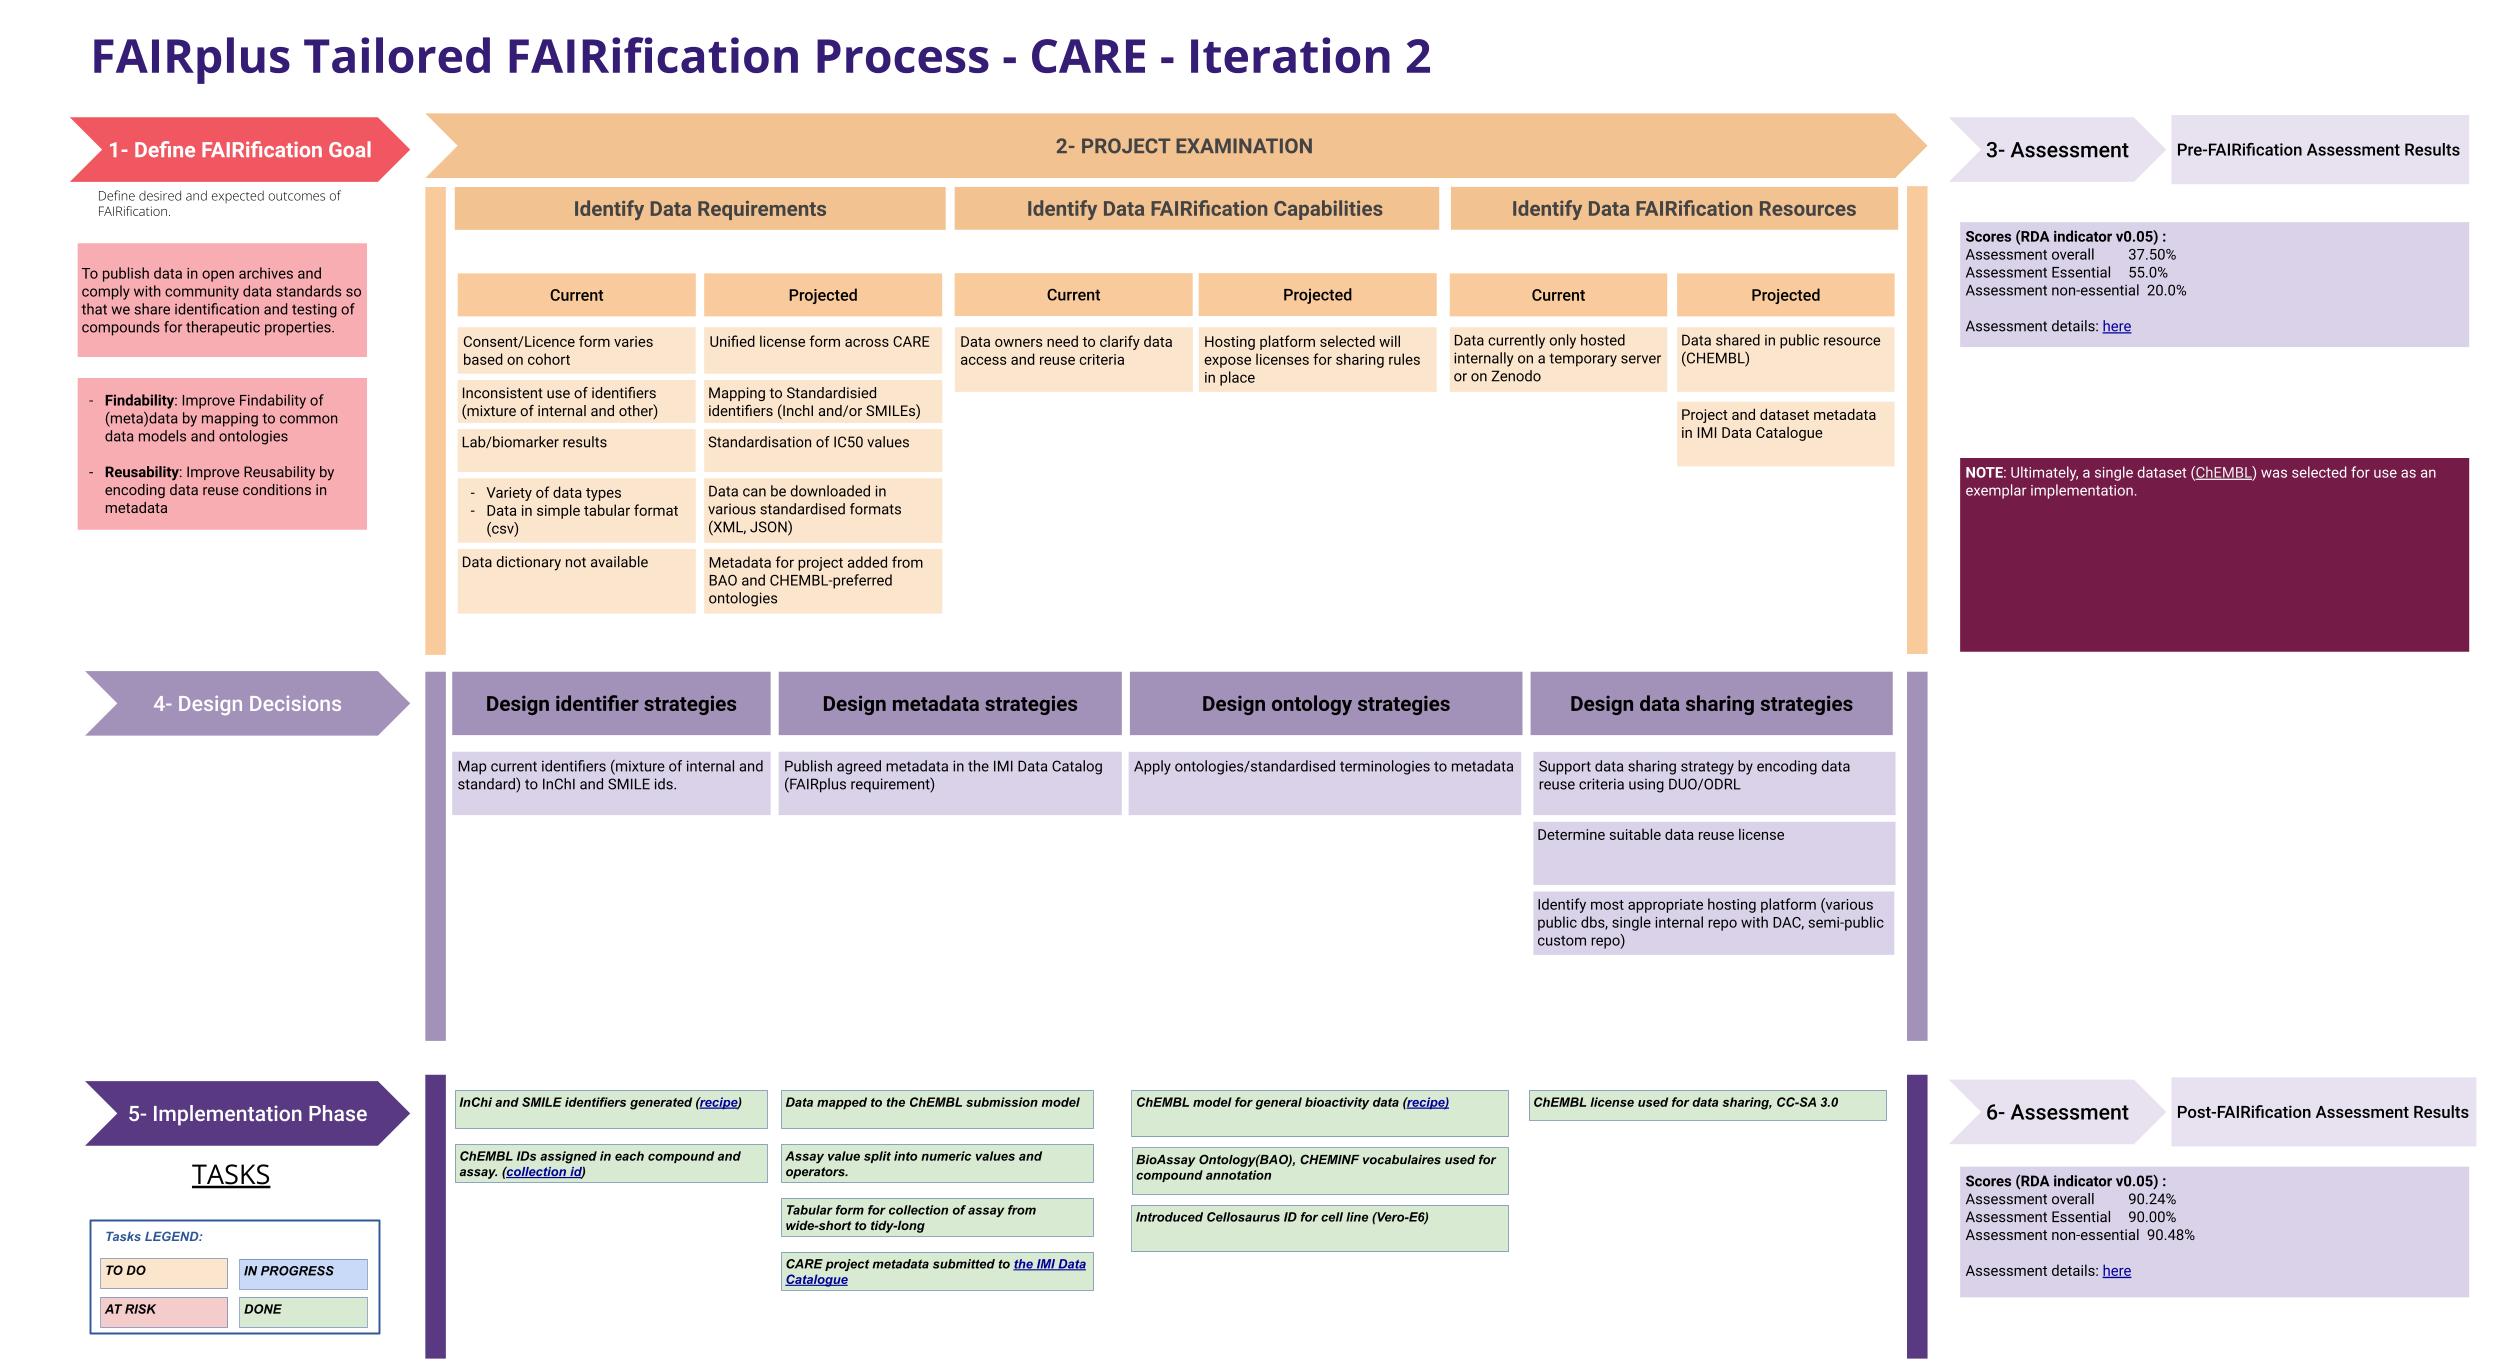 FAIRplus Tailored FAIRification Process - CARE - Iteration 2
1- Define FAIRification Goal
Define desired and expected outcomes of
FAIRification.
To publish data in open archives and
comply with community data standards so
that we share identification and testing of
compounds for therapeutic properties.
- Findability: Improve Findability of
(meta)data by mapping to common
data models and ontologies
- Reusability: Improve Reusability by
encoding data reuse conditions in
metadata
2- PROJECT EXAMINATION
Identify Data Requirements
Current
Consent/Licence form varies
based on cohort
Inconsistent use of identifiers
(mixture of internal and other)
Lab/biomarker results
- Variety of data types
- Data in simple tabular format
(csv)
Data dictionary not available
Projected
Unified license form across CARE
Mapping to Standardisied
identifiers (InchI and/or SMILEs)
Standardisation of IC50 values
Data can be downloaded in
various standardised formats
(XML, JSON)
Metadata for project added from
BAO and CHEMBL-preferred
ontologies
Identify Data FAIRification Capabilities
Current
Data owners need to clarify data
access and reuse criteria
Projected
Hosting platform selected will
expose licenses for sharing rules
in place
Identify Data FAIRification Resources
Current
Data currently only hosted
internally on a temporary server
or on Zenodo
Projected
Data shared in public resource
(CHEMBL)
Project and dataset metadata
in IMI Data Catalogue
3- Assessment
Pre-FAIRification Assessment Results
Scores (RDA indicator v0.05) :
Assessment overall 37.50%
Assessment Essential 55.0%
Assessment non-essential 20.0%
Assessment details: here
NOTE: Ultimately, a single dataset (ChEMBL) was selected for use as an
exemplar implementation.
4- Design Decisions
Design identifier strategies
Map current identifiers (mixture of internal and
standard) to InChI and SMILE ids.
Design metadata strategies
Publish agreed metadata in the IMI Data Catalog
(FAIRplus requirement)
Design ontology strategies
Apply ontologies/standardised terminologies to metadata
Design data sharing strategies
Support data sharing strategy by encoding data
reuse criteria using DUO/ODRL
Determine suitable data reuse license
Identify most appropriate hosting platform (various
public dbs, single internal repo with DAC, semi-public
custom repo)
5- Implementation Phase
TASKS
Tasks LEGEND:
TO DO
IN PROGRESS
AT RISK
DONE
InChi and SMILE identifiers generated (recipe)
ChEMBL IDs assigned in each compound and
assay. (collection id)
Data mapped to the ChEMBL submission model
Assay value split into numeric values and
operators.
Tabular form for collection of assay from
wide-short to tidy-long
CARE project metadata submitted to the IMI Data
Catalogue
ChEMBL model for general bioactivity data (recipe)
BioAssay Ontology(BAO), CHEMINF vocabulaires used for
compound annotation
Introduced Cellosaurus ID for cell line (Vero-E6)
ChEMBL license used for data sharing, CC-SA 3.0
6- Assessment
Post-FAIRification Assessment Results
Scores (RDA indicator v0.05) :
Assessment overall 90.24%
Assessment Essential 90.00%
Assessment non-essential 90.48%
Assessment details: here